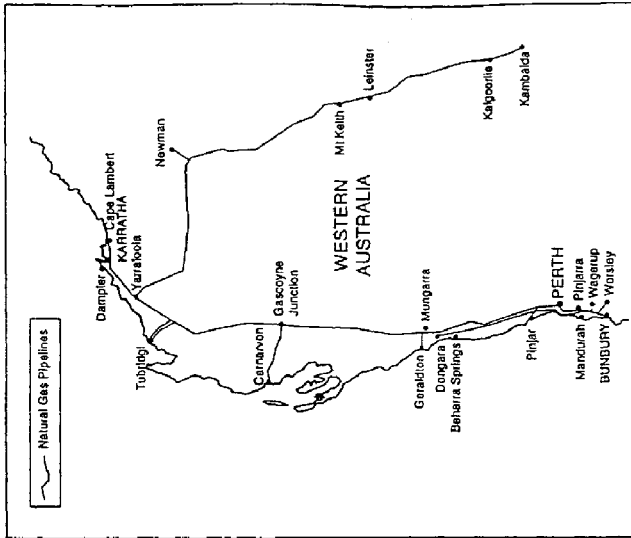 Natural Gas Pipelines
Dampier
Cape Lambert
KARRATHA
Yarraloola
Newman
Tubridgi
Mt Keith
Leinster
Kalgoorlie
Kambalda
Carnarvon
Gascoyne
Junction
WESTERN
AUSTRALIA
Mungarra
Geraldton
Dongara
Beharra Springs
PERTH
Pinjar
Pinjarra
Wagerup
Worsley
Mandurah
BUNBURY